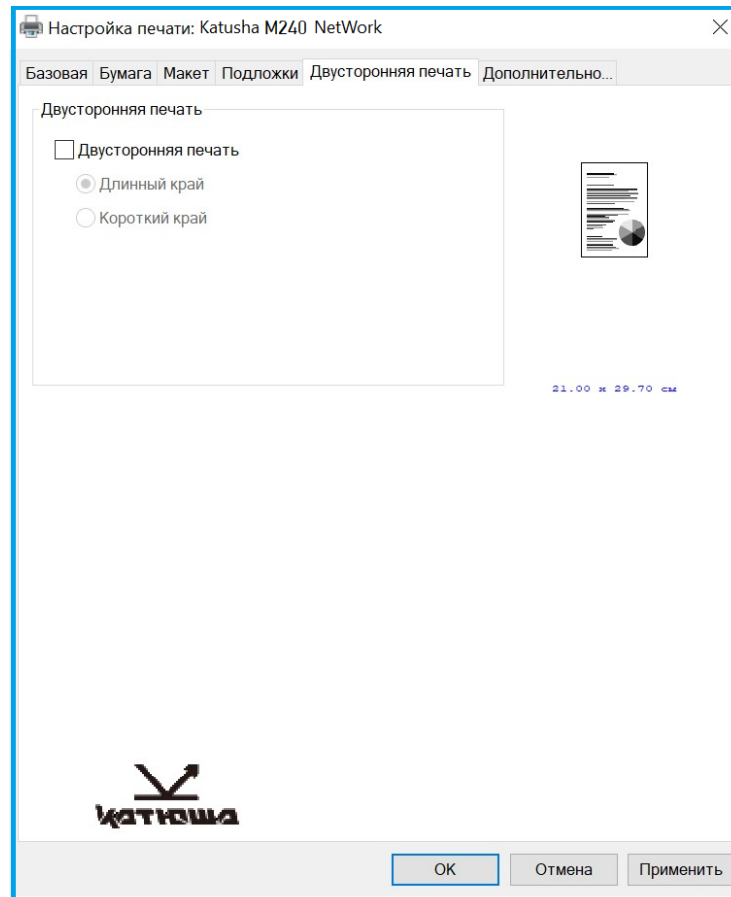 Настройка печати: Katusha M240 NetWork
Базовая Бумага Макет Подложки Двусторонняя печать Дополнительно...
Двусторонняя печать
Двусторонняя печать
Длинный край
Короткий край
21.00 x 29.70 см
катюша
OK Отмена Применить